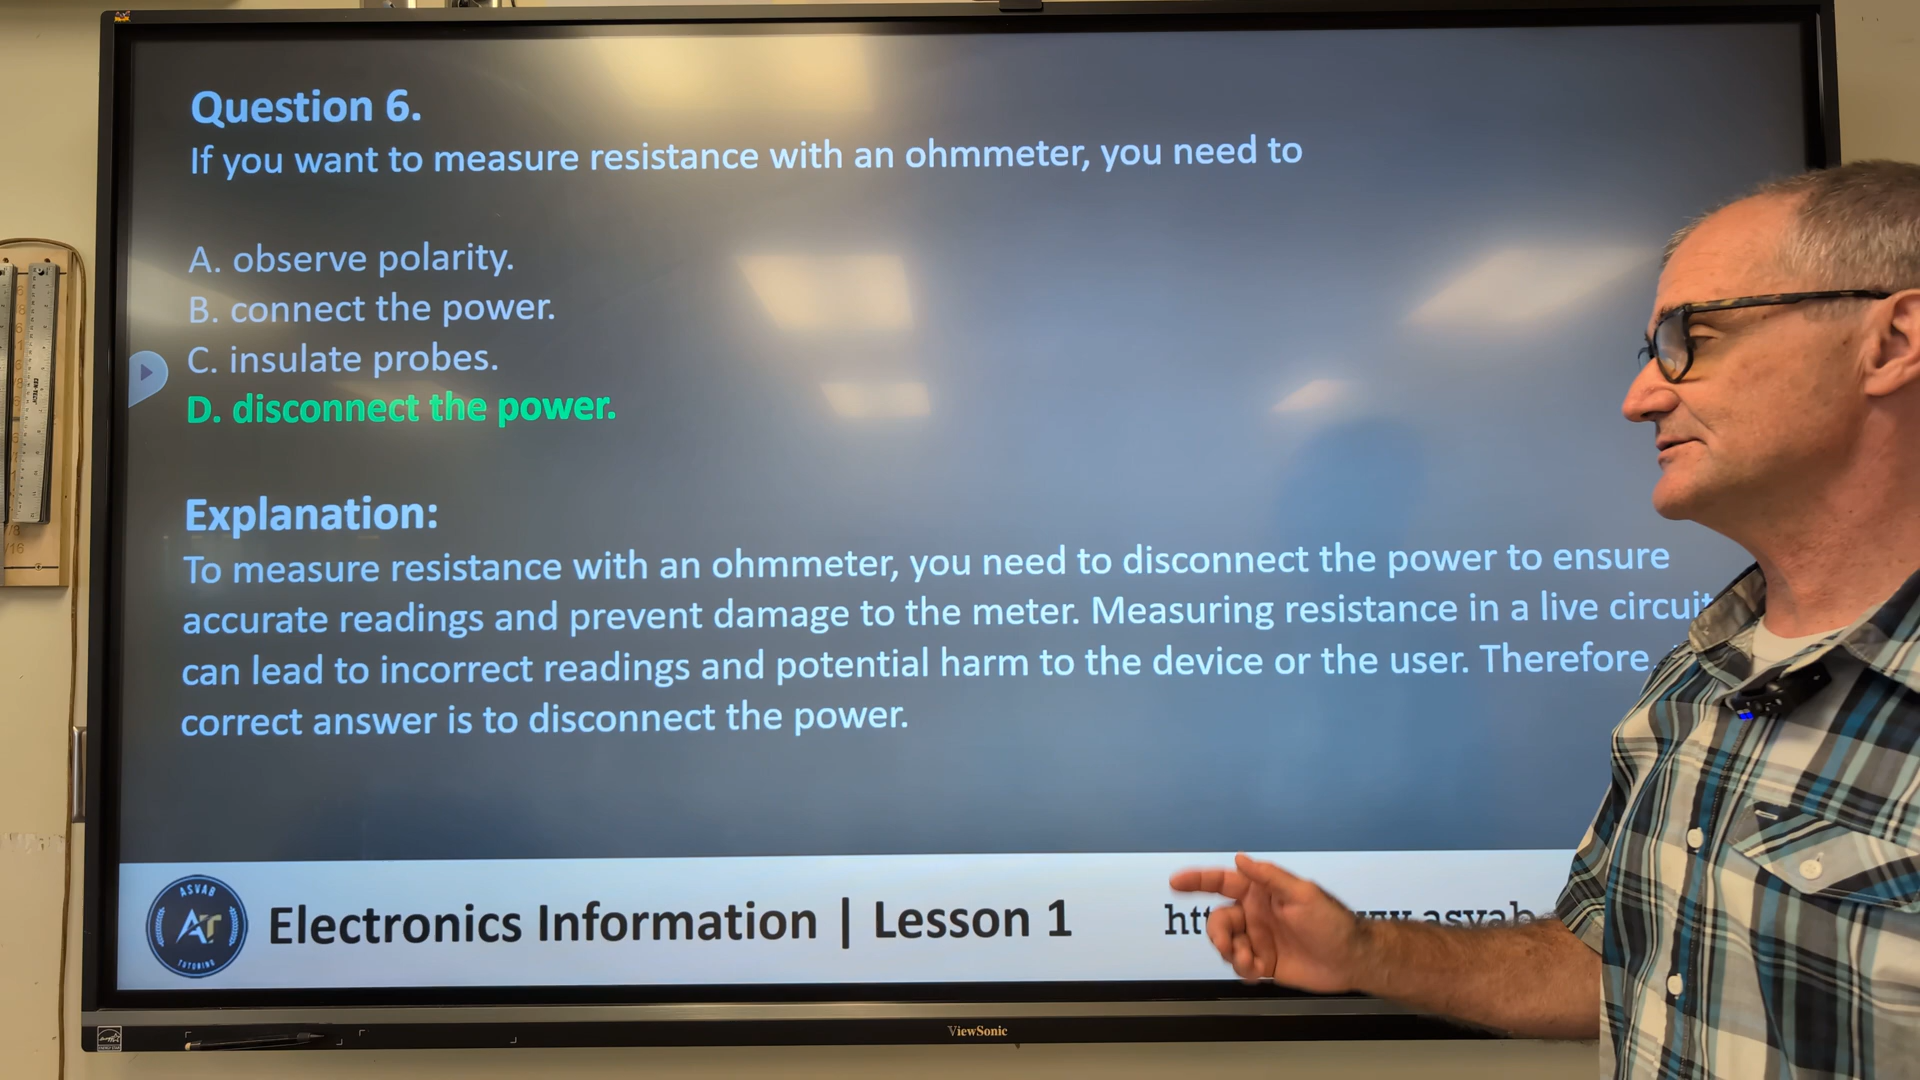 Question 6.
If you want to measure resistance with an ohmmeter, you need to
A. observe polarity.
B. connect the power.
C. insulate probes.
D. disconnect the power.
Explanation:
To measure resistance with an ohmmeter, you need to disconnect the power to ensure
accurate readings and prevent damage to the meter. Measuring resistance in a live circuit
can lead to incorrect readings and potential harm to the device or the user. Therefore,
correct answer is to disconnect the power.
ASVAB
AT
TUTORING
Electronics Information | Lesson 1
ViewSonic